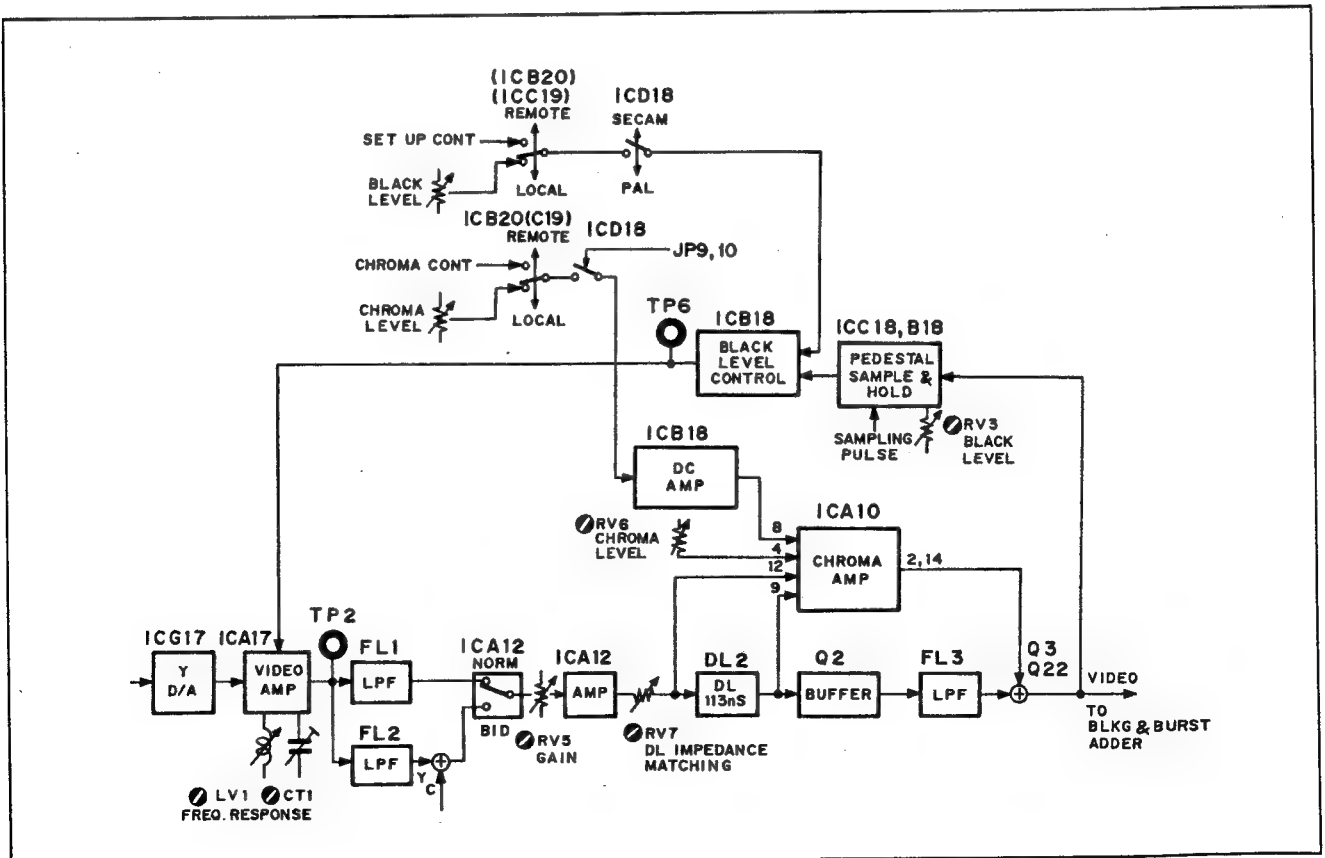 (ICB20)
(ICC19)
REMOTE
ICD18
SECAM
SET UP CONT
BLACK
LEVEL
LOCAL
PAL
ICB20(C19)
REMOTE
ICD18
JP9,10
CHROMA CONT
CHROMA
LEVEL
LOCAL
TP6
ICB18
BLACK
LEVEL
CONTROL
ICC18, B18
PEDESTAL
SAMPLE &
HOLD
SAMPLING
PULSE
RV3
BLACK
LEVEL
ICB18
DC
AMP
RV6
CHROMA
LEVEL
8
4
12
9
ICA10
CHROMA
AMP
2,14
ICG17
Y
D/A
ICA17
VIDEO
AMP
TP2
FL1
LPF
ICA12
NORM
BID
RV5
GAIN
ICA12
AMP
RV7
DL IMPEDANCE
MATCHING
DL2
DL
113nS
Q2
BUFFER
FL3
LPF
Q3
Q22
VIDEO
TO
BLKG & BURST
ADDER
FL2
LPF
Y
C
LV1 CT1
FREQ. RESPONSE